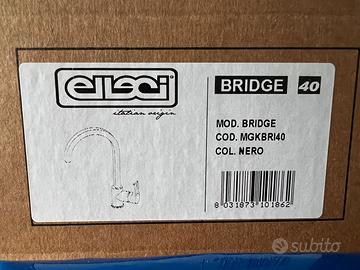 elleci
italian origin
BRIDGE 40
MOD. BRIDGE
COD. MGKBRI40
COL. NERO
8 031873 101862
subito